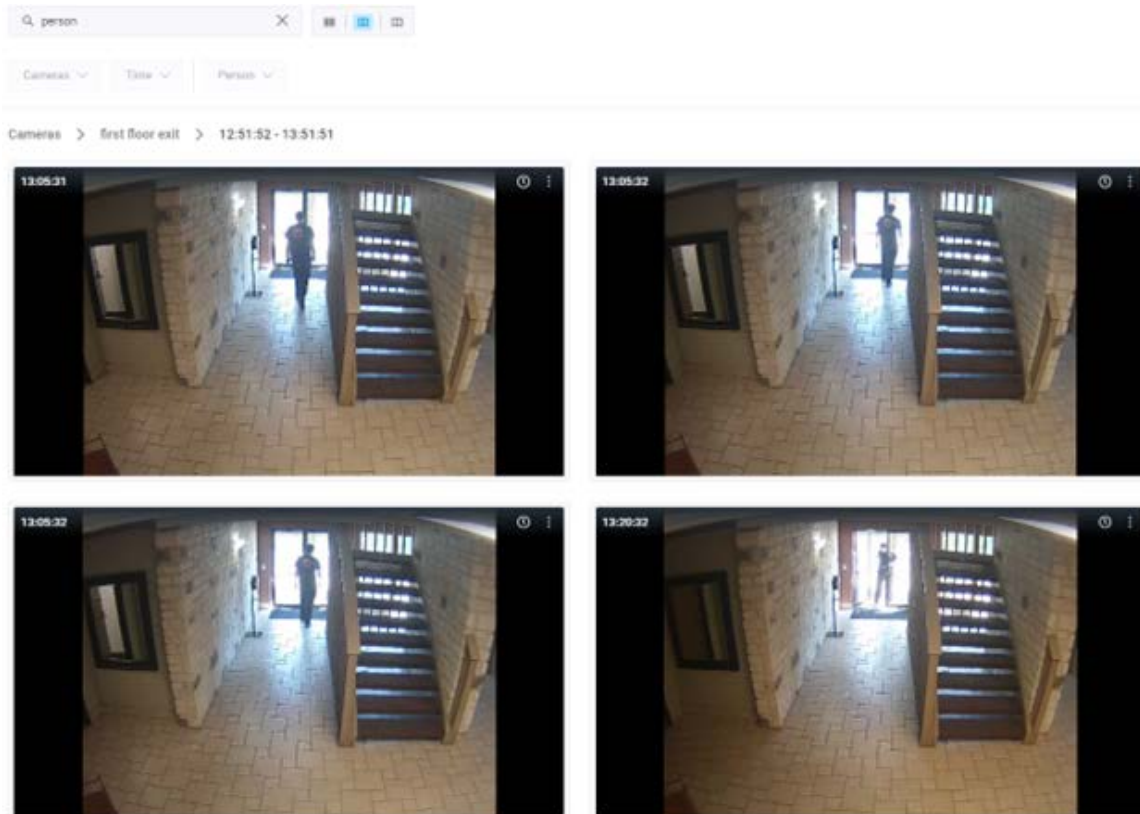 person
Cameras Time Person
Cameras > first floor exit > 12:51:52 - 13:51:51
13:05:31 13:05:32
13:05:32 13:20:32